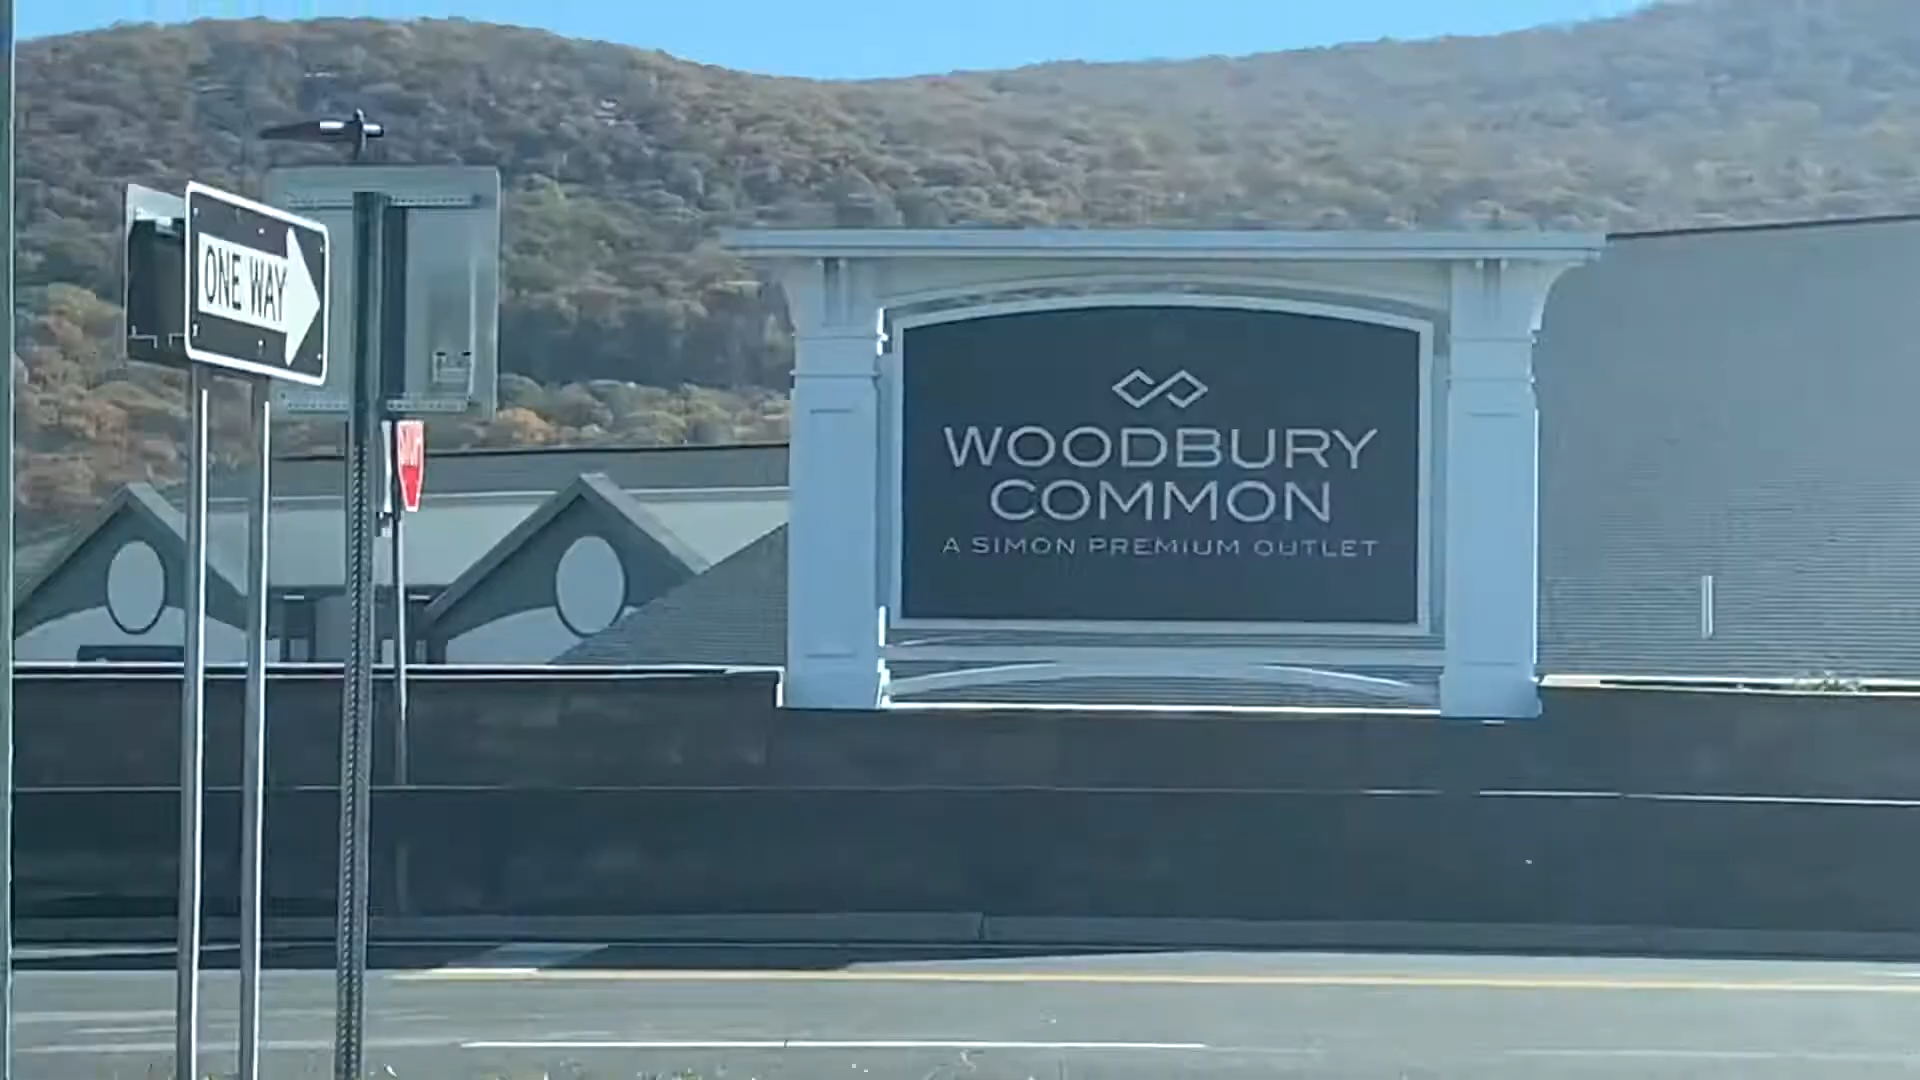 ONE WAY
WOODBURY
COMMON
A SIMON PREMIUM OUTLET